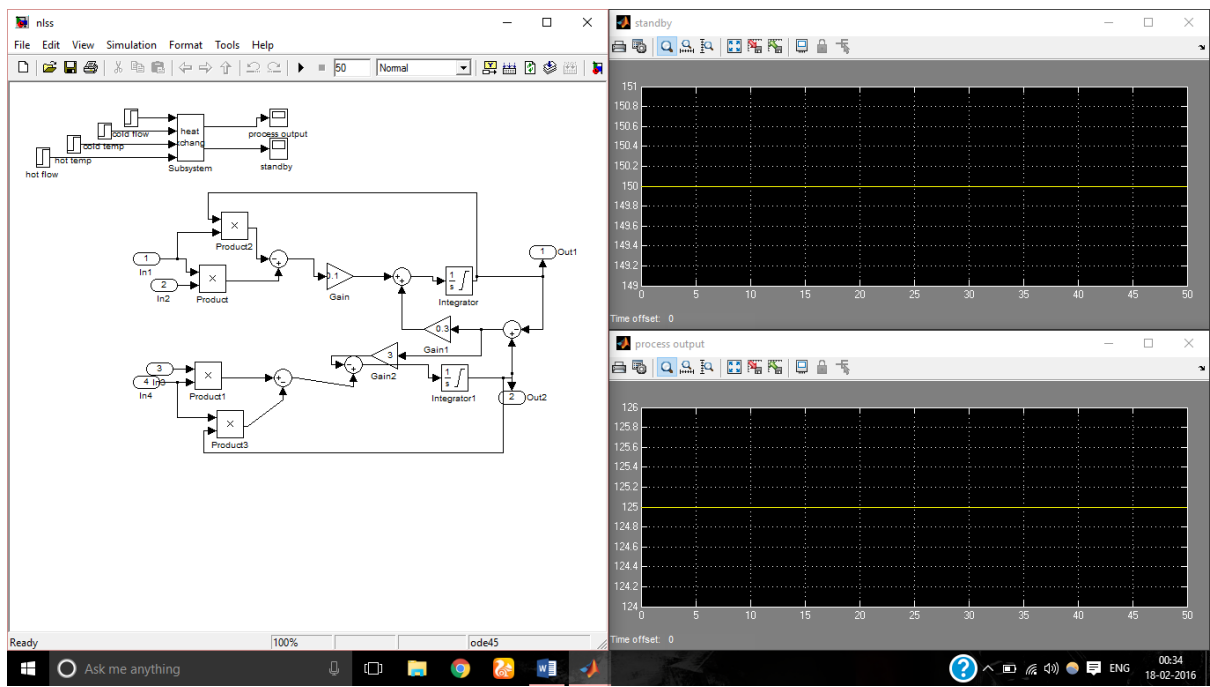 nlss
File Edit View Simulation Format Tools Help
50 Normal
cold flow
cold temp
hot temp
hot flow
heat
xchang
Subsystem
process output
standby
×
Product2
1
In1
2
In2
×
Product
- +
0.1
Gain
+ +
1
s
Integrator
1 Out1
0.3
Gain1
+ -
3
Gain2
- +
1
s
Integrator1
2 Out2
3
In3
4
In4
×
Product1
+ -
×
Product3
Ready 100% ode45
standby
151
150.8
150.6
150.4
150.2
150
149.8
149.6
149.4
149.2
149
0 5 10 15 20 25 30 35 40 45 50
Time offset: 0
process output
126
125.8
125.6
125.4
125.2
125
124.8
124.6
124.4
124.2
124
0 5 10 15 20 25 30 35 40 45 50
Time offset: 0
Ask me anything
ENG
00:34
18-02-2016